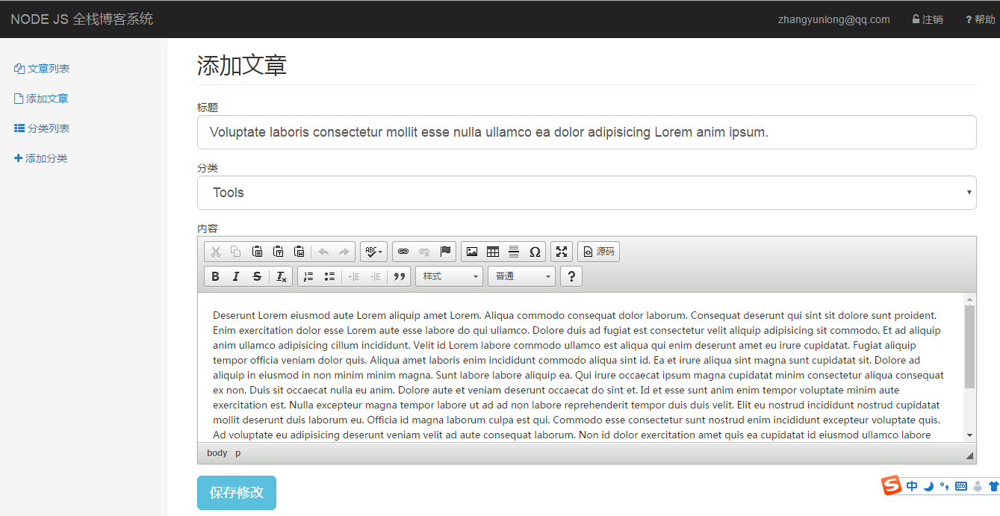 NODE JS 全栈博客系统
zhangyunlong@qq.com 注销 ? 帮助
文章列表
添加文章
分类列表
添加分类
添加文章
标题
Voluptate laboris consectetur mollit esse nulla ullamco ea dolor adipisicing Lorem anim ipsum.
分类
Tools
内容
ABC Ω 源码
B I S Tx 样式 普通 ?
Deserunt Lorem eiusmod aute Lorem aliquip amet Lorem. Aliqua commodo consequat dolor laborum. Consequat deserunt qui sint sit dolore sunt proident.
Enim exercitation dolor esse Lorem aute esse labore do qui ullamco. Dolore duis ad fugiat est consectetur velit aliquip adipisicing sit commodo. Et ad aliquip
anim ullamco adipisicing cillum incididunt. Velit id Lorem labore commodo ullamco est aliqua qui enim deserunt amet eu irure cupidatat. Fugiat aliquip
tempor officia veniam dolor quis. Aliqua amet laboris enim incididunt commodo aliqua sint id. Ea et irure aliqua sint magna sunt cupidatat sit. Dolore ad
aliquip in eiusmod in non minim minim magna. Sunt labore labore aliquip ea. Qui irure occaecat ipsum magna cupidatat minim consectetur aliqua consequat
ex non. Duis sit occaecat nulla eu anim. Dolore aute et veniam deserunt occaecat do sint et. Id et esse sunt anim enim tempor voluptate minim aute
exercitation est. Nulla excepteur magna tempor labore ut ad ad non labore reprehenderit tempor duis duis velit. Elit eu nostrud incididunt nostrud cupidatat
mollit deserunt duis laborum eu. Officia id magna laborum culpa est qui. Commodo esse consectetur sunt nostrud enim incididunt excepteur voluptate quis.
Ad voluptate eu adipisicing deserunt veniam velit ad aute consequat laborum. Non id dolor exercitation amet quis ea cupidatat id eiusmod ullamco labore
body p
保存修改
S 中